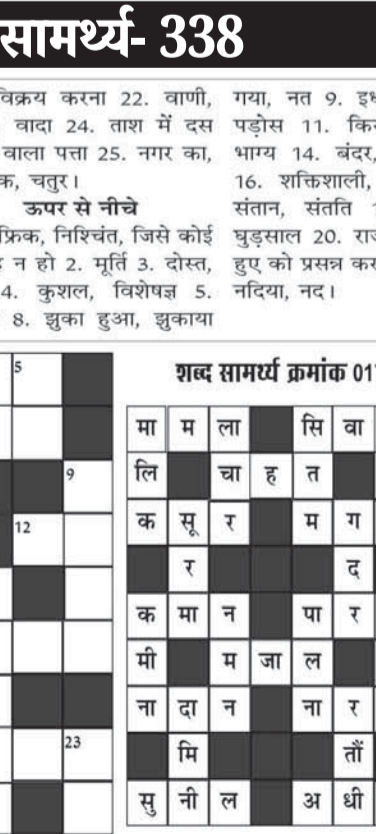 सामर्थ्य- 338
विक्रय करना 22. वाणी,
वादा 24. ताश में दस
वाला पत्ता 25. नगर का,
चतुर।
ऊपर से नीचे
निश्चिंत, जिसे कोई
न हो 2. मूर्ति 3. दोस्त,
4. कुशल, विशेषज्ञ 5.
8. झुका हुआ, झुकाया
गया, नत 9.
पड़ोस 11.
भाग्य 14. बंदर,
16. शक्तिशाली,
संतान, संतति
घुड़साल 20.
हुए को प्रसन्न
नदिया, नद।
5
9
12
23
शब्द सामर्थ्य क्रमांक
मा म ला सि वा
लि चा ह त
क सू र म ग
र द
क मा न पा र
मी म जा ल
ना दा न ना र
मि तों
सु नी ल अ धी